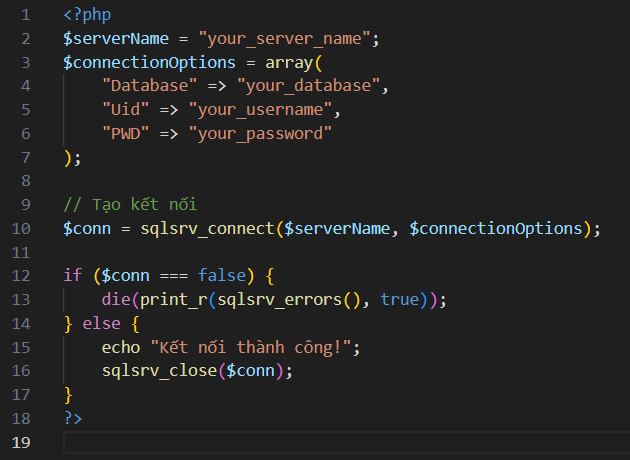 1 <?php
2 $serverName = "your_server_name";
3 $connectionOptions = array(
4     "Database" => "your_database",
5     "Uid" => "your_username",
6     "PWD" => "your_password"
7 );
8
9 // Tạo kết nối
10 $conn = sqlsrv_connect($serverName, $connectionOptions);
11
12 if ($conn === false) {
13     die(print_r(sqlsrv_errors(), true));
14 } else {
15     echo "Kết nối thành công!";
16     sqlsrv_close($conn);
17 }
18 ?>
19